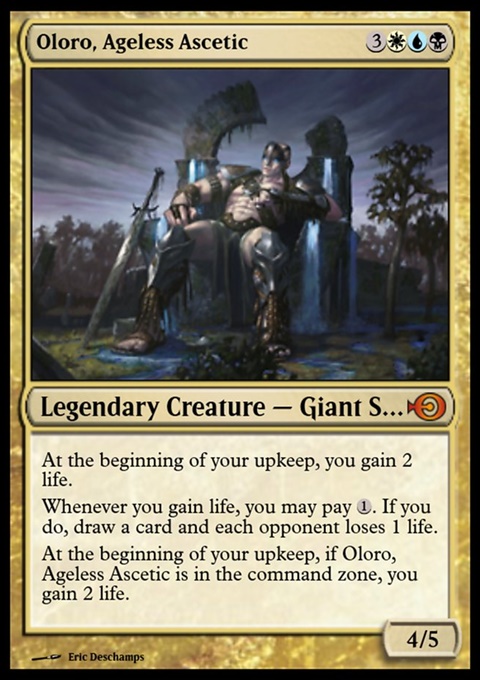 Oloro, Ageless Ascetic 3
Legendary Creature — Giant S...
At the beginning of your upkeep, you gain 2
life.
Whenever you gain life, you may pay 1. If you
do, draw a card and each opponent loses 1 life.
At the beginning of your upkeep, if Oloro,
Ageless Ascetic is in the command zone, you
gain 2 life.
4/5
Eric Deschamps